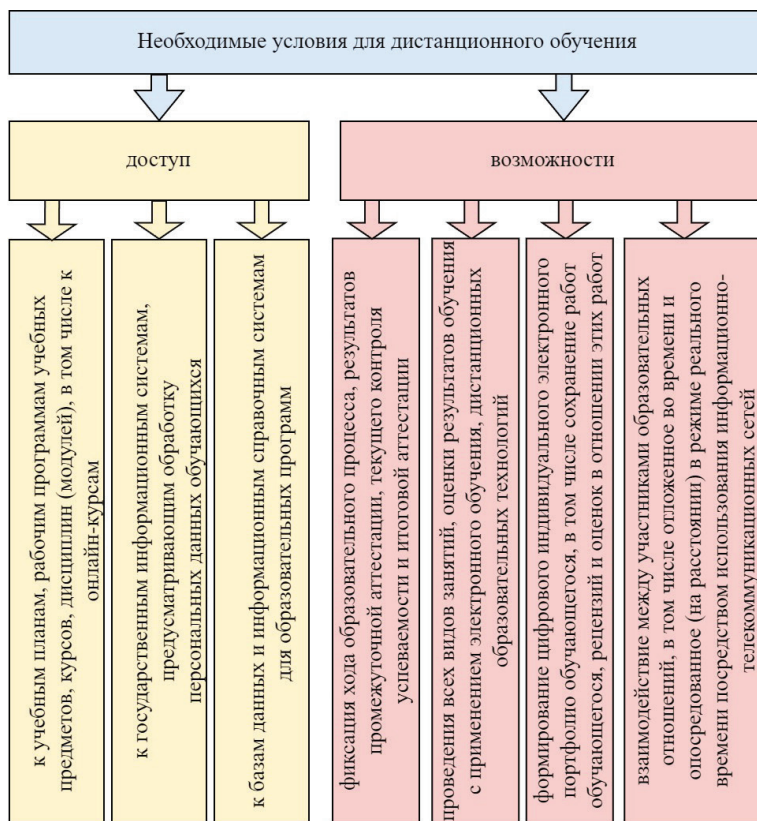 Необходимые условия для дистанционного обучения
доступ
возможности
к учебным планам, рабочим программам учебных
предметов, курсов, дисциплин (модулей), в том числе к
онлайн-курсам
к государственным информационным системам,
предусматривающим обработку
персональных данных обучающихся
к базам данных и информационным справочным системам
для образовательных программ
фиксация хода образовательного процесса, результатов
промежуточной аттестации, текущего контроля
успеваемости и итоговой аттестации
проведения всех видов занятий, оценки результатов обучения
с применением электронного обучения, дистанционных
образовательных технологий
формирование цифрового индивидуального электронного
портфолио обучающегося, в том числе сохранение работ
обучающегося, рецензий и оценок в отношении этих работ
взаимодействие между участниками образовательных
отношений, в том числе отложенное во времени и
опосредованное (на расстоянии) в режиме реального
времени посредством использования информационно-
телекоммуникационных сетей